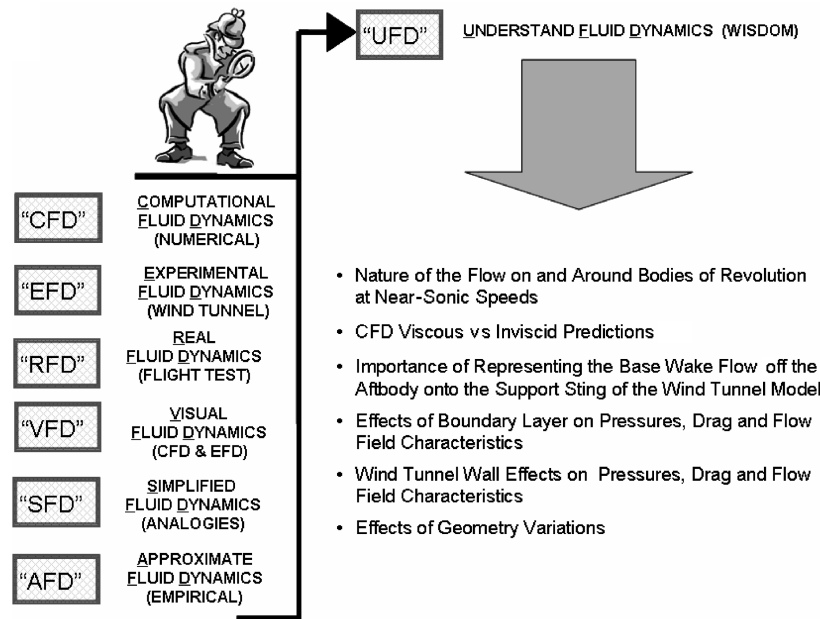 “UFD”
UNDERSTAND FLUID DYNAMICS (WISDOM)
“CFD”
COMPUTATIONAL
FLUID DYNAMICS
(NUMERICAL)
“EFD”
EXPERIMENTAL
FLUID DYNAMICS
(WIND TUNNEL)
“RFD”
REAL
FLUID DYNAMICS
(FLIGHT TEST)
“VFD”
VISUAL
FLUID DYNAMICS
(CFD & EFD)
“SFD”
SIMPLIFIED
FLUID DYNAMICS
(ANALOGIES)
“AFD”
APPROXIMATE
FLUID DYNAMICS
(EMPIRICAL)
• Nature of the Flow on and Around Bodies of Revolution
at Near-Sonic Speeds
• CFD Viscous vs Inviscid Predictions
• Importance of Representing the Base Wake Flow off the
Aftbody onto the Support Sting of the Wind Tunnel Model
• Effects of Boundary Layer on Pressures, Drag and Flow
Field Characteristics
• Wind Tunnel Wall Effects on Pressures, Drag and Flow
Field Characteristics
• Effects of Geometry Variations